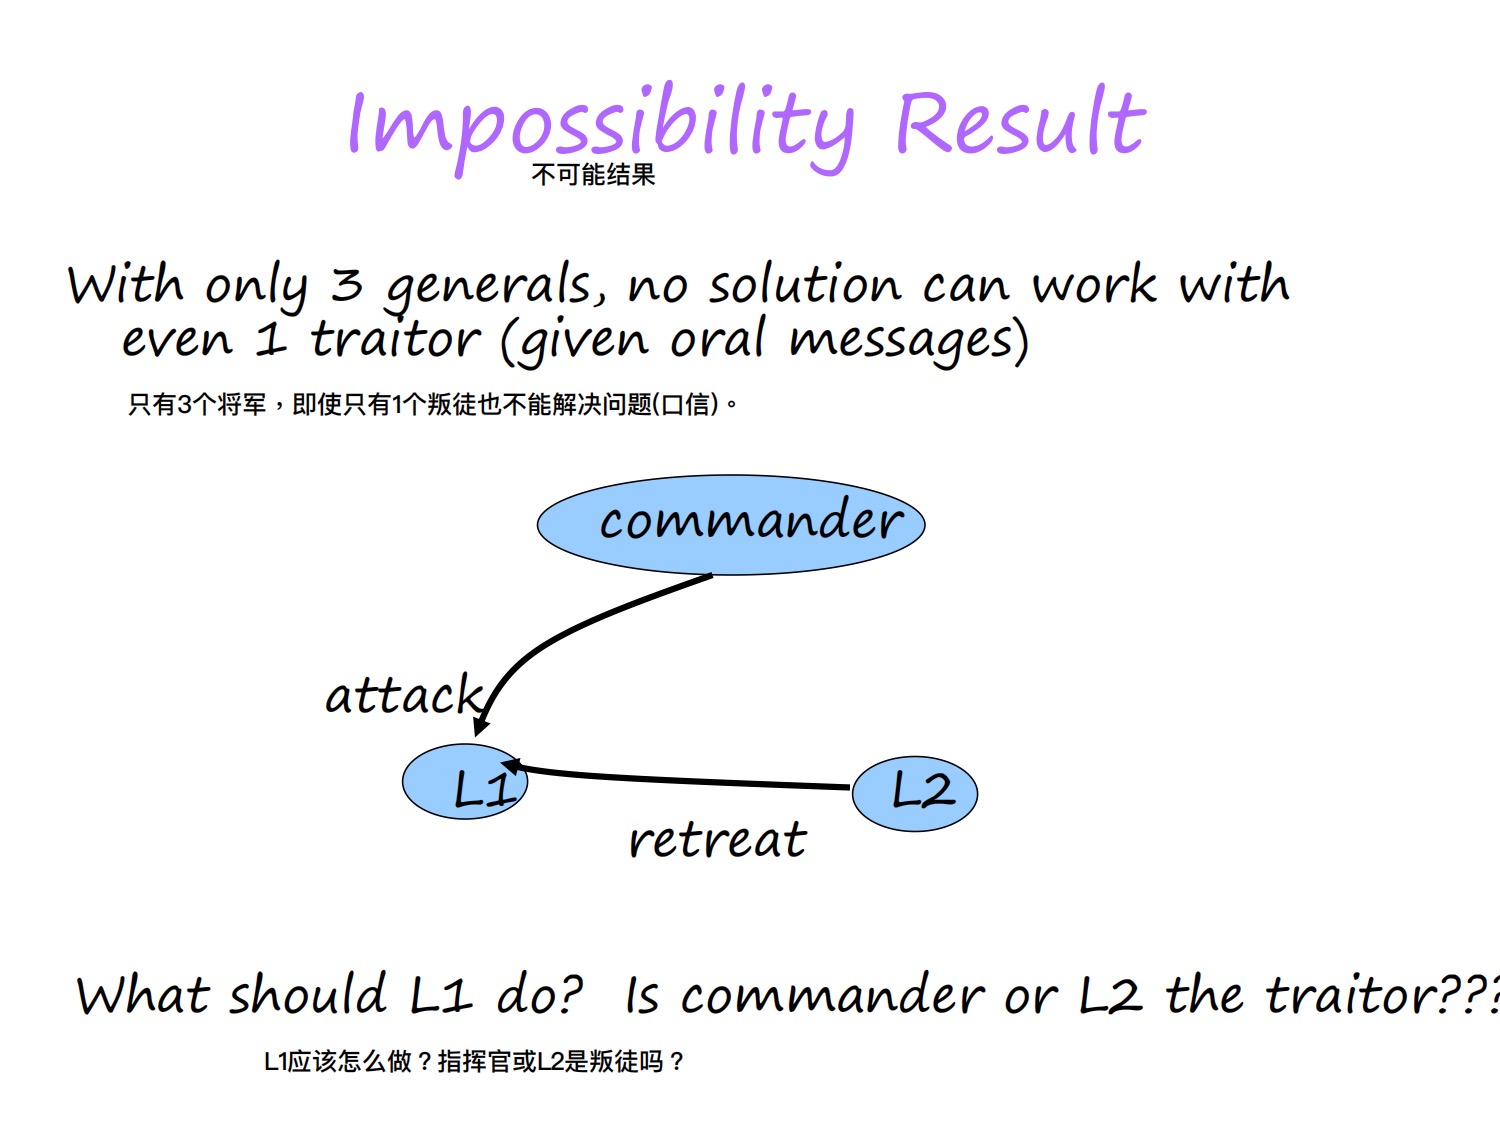 Impossibility Result
不可能结果
With only 3 generals, no solution can work with
even 1 traitor (given oral messages)
只有3个将军，即使只有1个叛徒也不能解决问题(口信)。
commander
attack
L1
L2
retreat
What should L1 do? Is commander or L2 the traitor???
L1应该怎么做？指挥官或L2是叛徒吗？